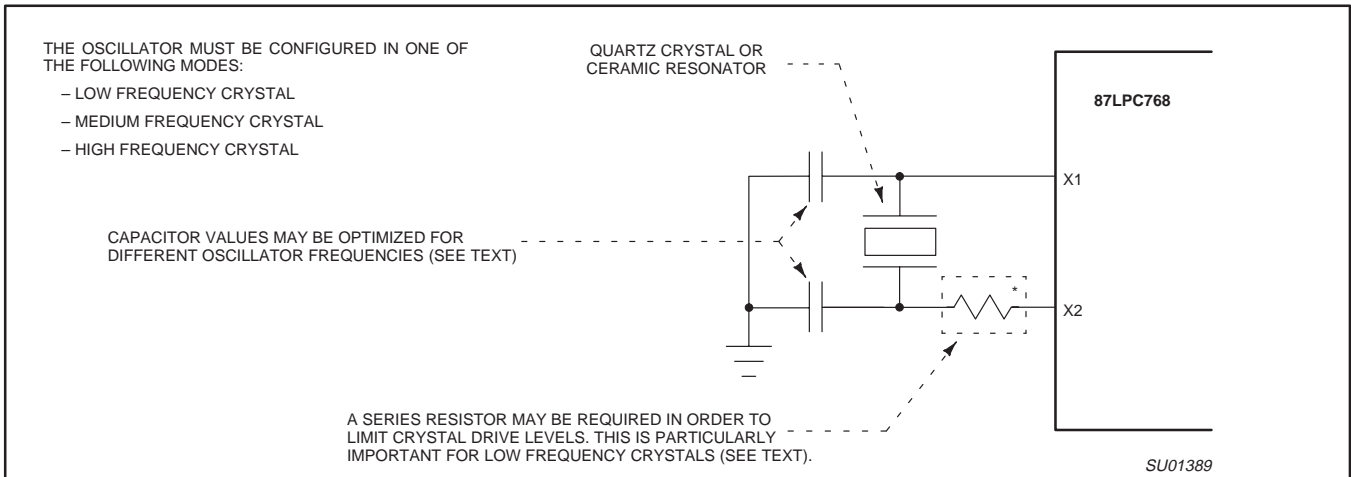 THE OSCILLATOR MUST BE CONFIGURED IN ONE OF
THE FOLLOWING MODES:
– LOW FREQUENCY CRYSTAL
– MEDIUM FREQUENCY CRYSTAL
– HIGH FREQUENCY CRYSTAL
QUARTZ CRYSTAL OR
CERAMIC RESONATOR
87LPC768
X1
CAPACITOR VALUES MAY BE OPTIMIZED FOR
DIFFERENT OSCILLATOR FREQUENCIES (SEE TEXT)
*
X2
A SERIES RESISTOR MAY BE REQUIRED IN ORDER TO
LIMIT CRYSTAL DRIVE LEVELS. THIS IS PARTICULARLY
IMPORTANT FOR LOW FREQUENCY CRYSTALS (SEE TEXT).
SU01389